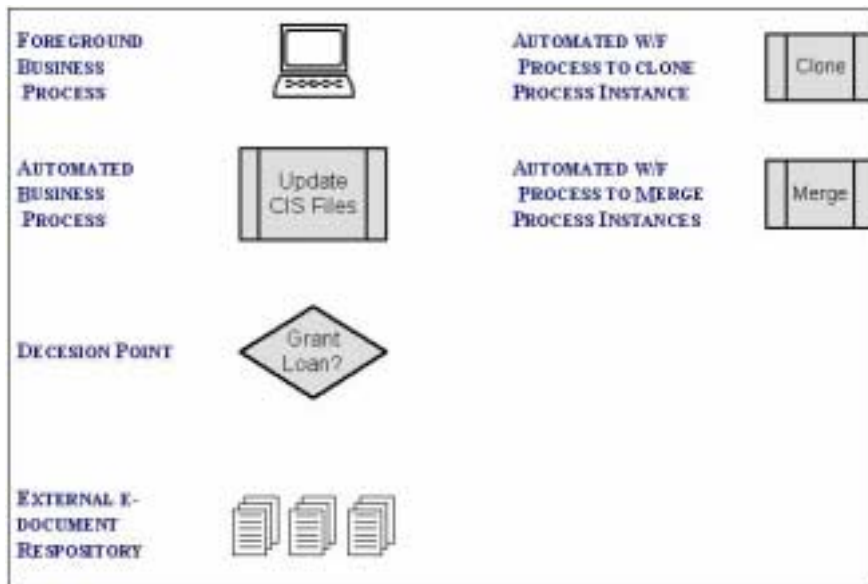 FOREGROUND
BUSINESS
PROCESS
AUTOMATED W/F
PROCESS TO CLONE
PROCESS INSTANCE
Clone
AUTOMATED
BUSINESS
PROCESS
Update
CIS Files
AUTOMATED W/F
PROCESS TO MERGE
PROCESS INSTANCES
Merge
DECESION POINT
Grant
Loan?
EXTERNAL E-
DOCUMENT
RESPOSITORY